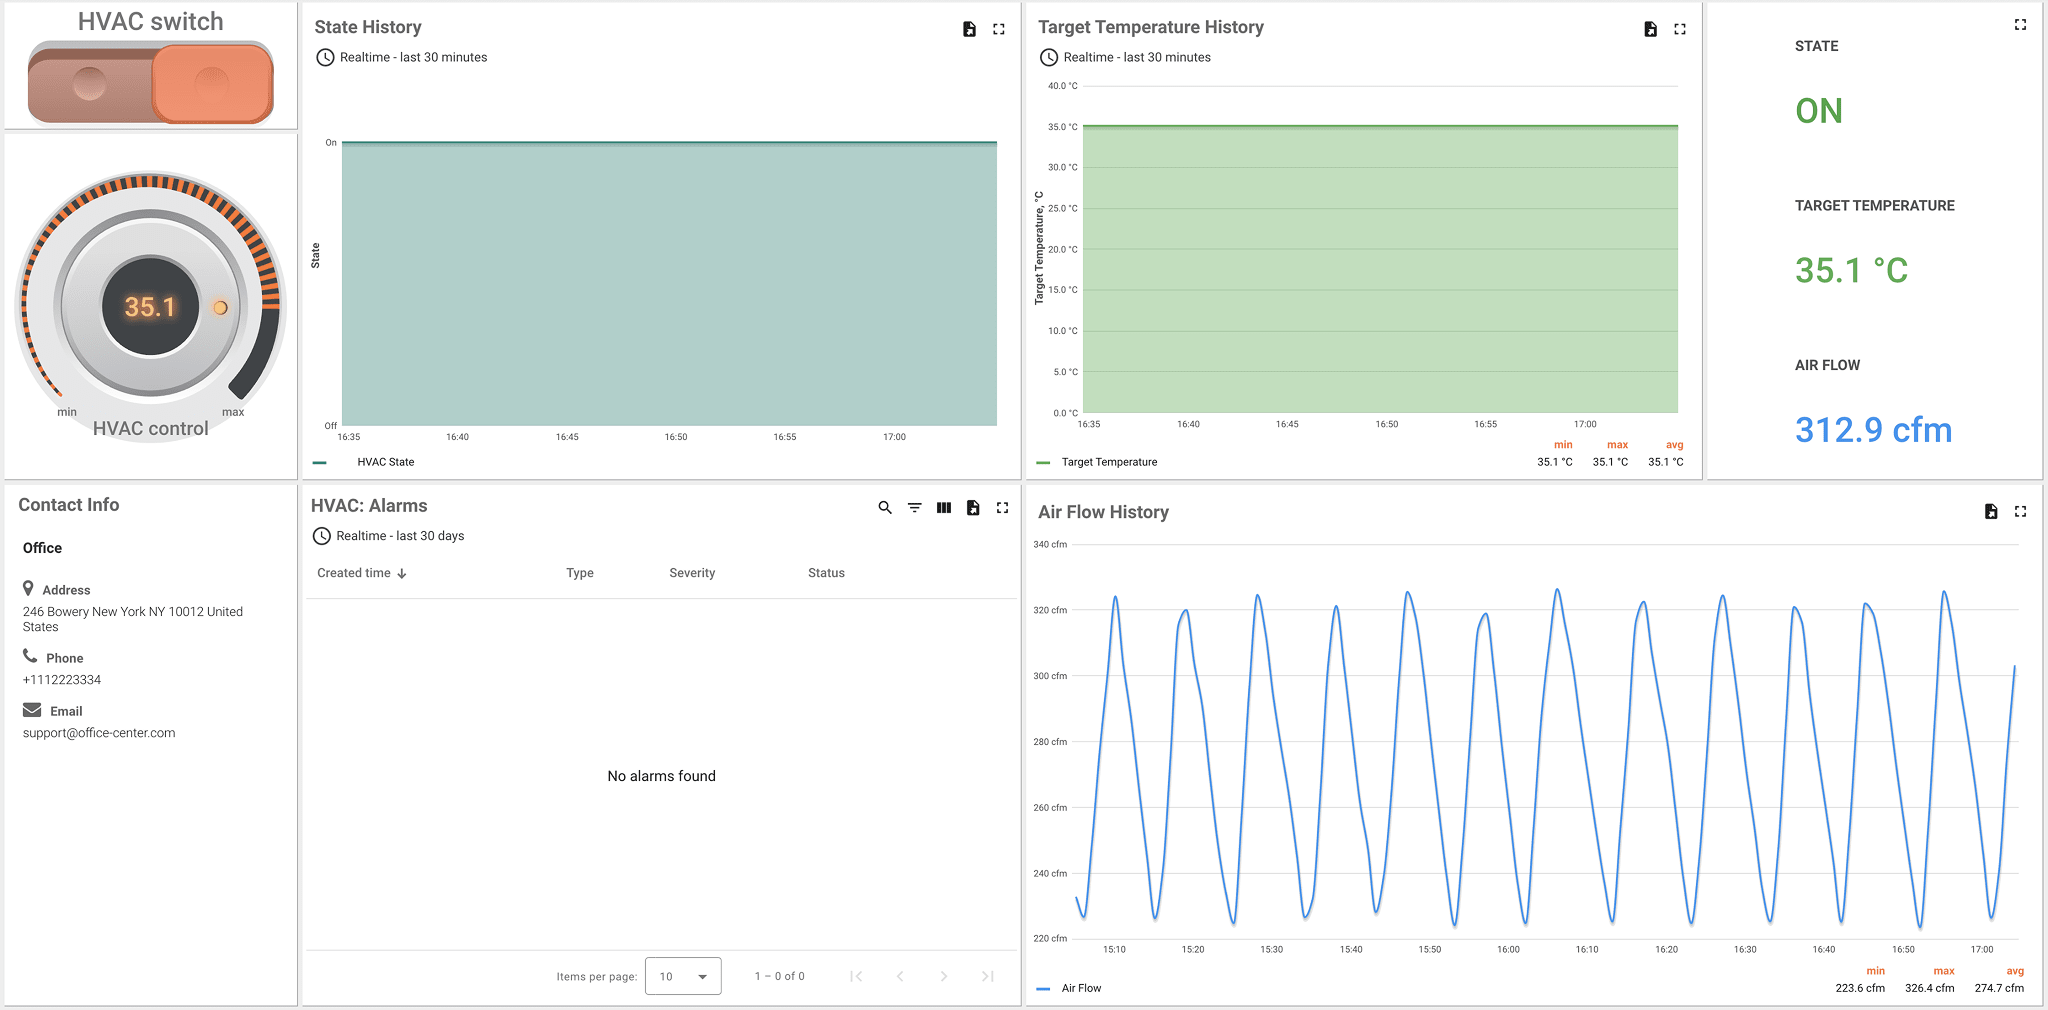 HVAC switch
35.1
min
max
HVAC control
State History
Realtime - last 30 minutes
On
State
Off
16:35
16:40
16:45
16:50
16:55
17:00
HVAC State
Target Temperature History
Realtime - last 30 minutes
40.0 °C
35.0 °C
30.0 °C
25.0 °C
20.0 °C
15.0 °C
10.0 °C
5.0 °C
0.0 °C
Target Temperature, °C
16:35
16:40
16:45
16:50
16:55
17:00
min max avg
Target Temperature 35.1 °C 35.1 °C 35.1 °C
STATE
ON
TARGET TEMPERATURE
35.1 °C
AIR FLOW
312.9 cfm
Contact Info
Office
Address
246 Bowery New York NY 10012 United
States
Phone
+1112223334
Email
support@office-center.com
HVAC: Alarms
Realtime - last 30 days
Created time Type Severity Status
No alarms found
Items per page: 10 1 – 0 of 0
Air Flow History
340 cfm
320 cfm
300 cfm
280 cfm
260 cfm
240 cfm
220 cfm
15:10
15:20
15:30
15:40
15:50
16:00
16:10
16:20
16:30
16:40
16:50
17:00
min max avg
Air Flow 223.6 cfm 326.4 cfm 274.7 cfm